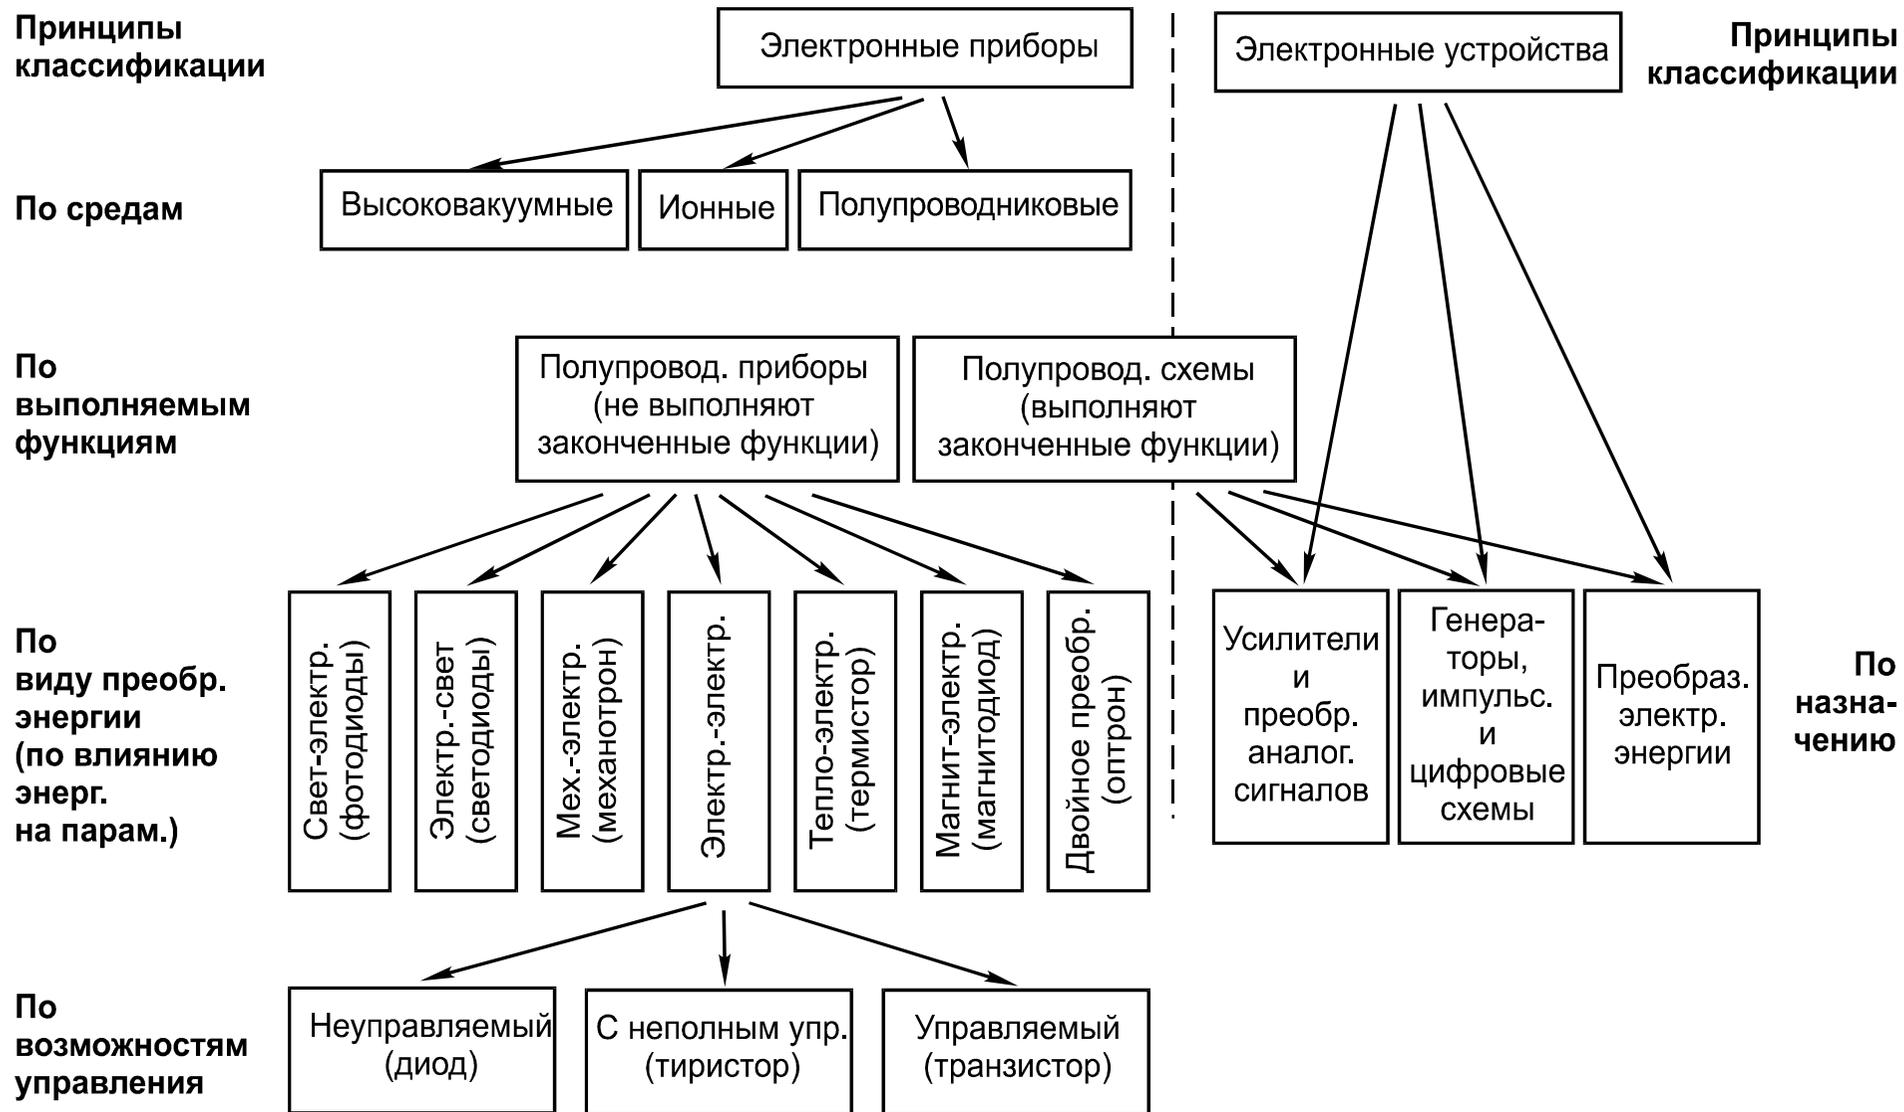 Принципы
классификации
Электронные приборы
Электронные устройства
Принципы
классификации
По средам
Высоковакуумные
Ионные
Полупроводниковые
По
выполняемым
функциям
Полупровод. приборы
(не выполняют
законченные функции)
Полупровод. схемы
(выполняют
законченные функции)
По
виду преобр.
энергии
(по влиянию
энерг.
на парам.)
Свет-электр.
(фотодиоды)
Электр.-свет
(светодиоды)
Мех.-электр.
(механотрон)
Электр.-электр.
Тепло-электр.
(термистор)
Магнит-электр.
(магнитодиод)
Двойное преобр.
(оптрон)
Усилители
и
преобр.
аналог.
сигналов
Генера-
торы,
импульс.
и
цифровые
схемы
Преобраз.
электр.
энергии
По
назна-
чению
По
возможностям
управления
Неуправляемый
(диод)
С неполным упр.
(тиристор)
Управляемый
(транзистор)